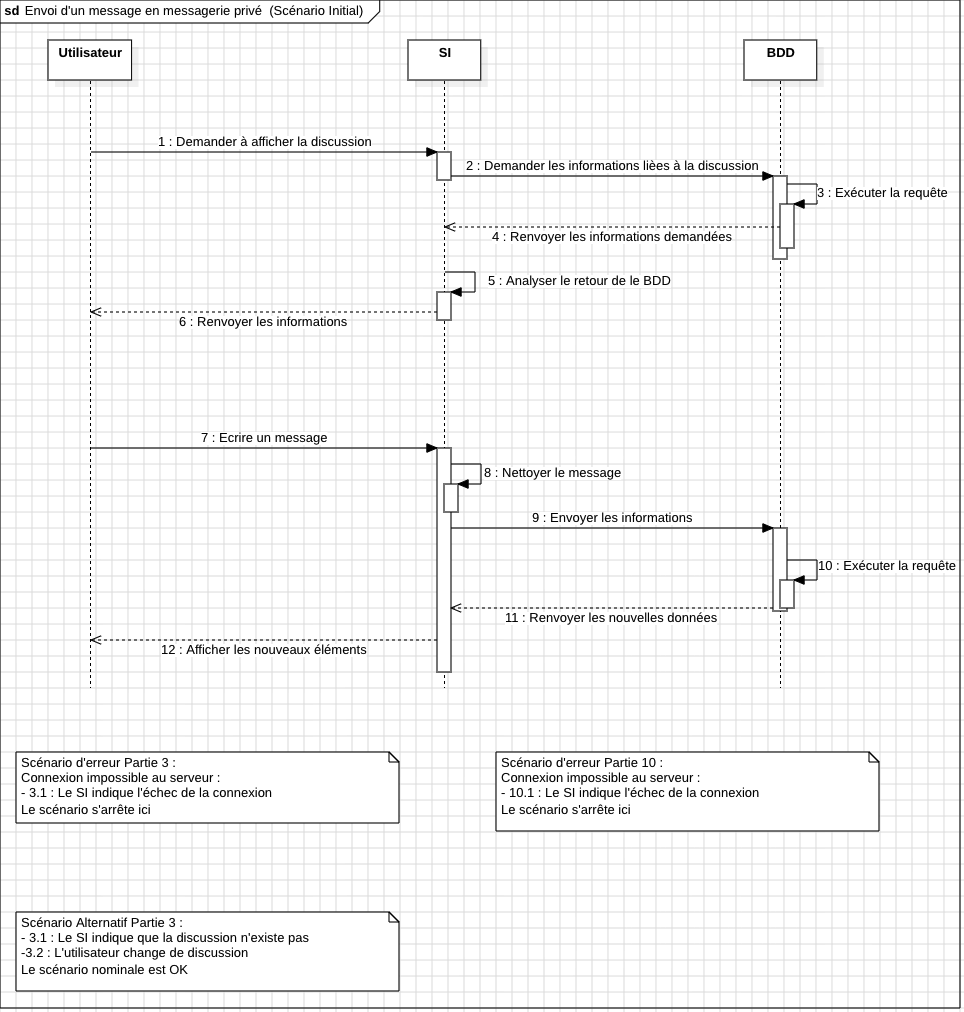 sd Envoi d'un message en messagerie privé (Scénario Initial)
Utilisateur
SI
BDD
1 : Demander à afficher la discussion
2 : Demander les informations lièes à la discussion
3 : Exécuter la requête
4 : Renvoyer les informations demandées
5 : Analyser le retour de le BDD
6 : Renvoyer les informations
7 : Ecrire un message
8 : Nettoyer le message
9 : Envoyer les informations
10 : Exécuter la requête
11 : Renvoyer les nouvelles données
12 : Afficher les nouveaux éléments
Scénario d'erreur Partie 3 :
Connexion impossible au serveur :
- 3.1 : Le SI indique l'échec de la connexion
Le scénario s'arrête ici
Scénario d'erreur Partie 10 :
Connexion impossible au serveur :
- 10.1 : Le SI indique l'échec de la connexion
Le scénario s'arrête ici
Scénario Alternatif Partie 3 :
- 3.1 : Le SI indique que la discussion n'existe pas
-3.2 : L'utilisateur change de discussion
Le scénario nominale est OK